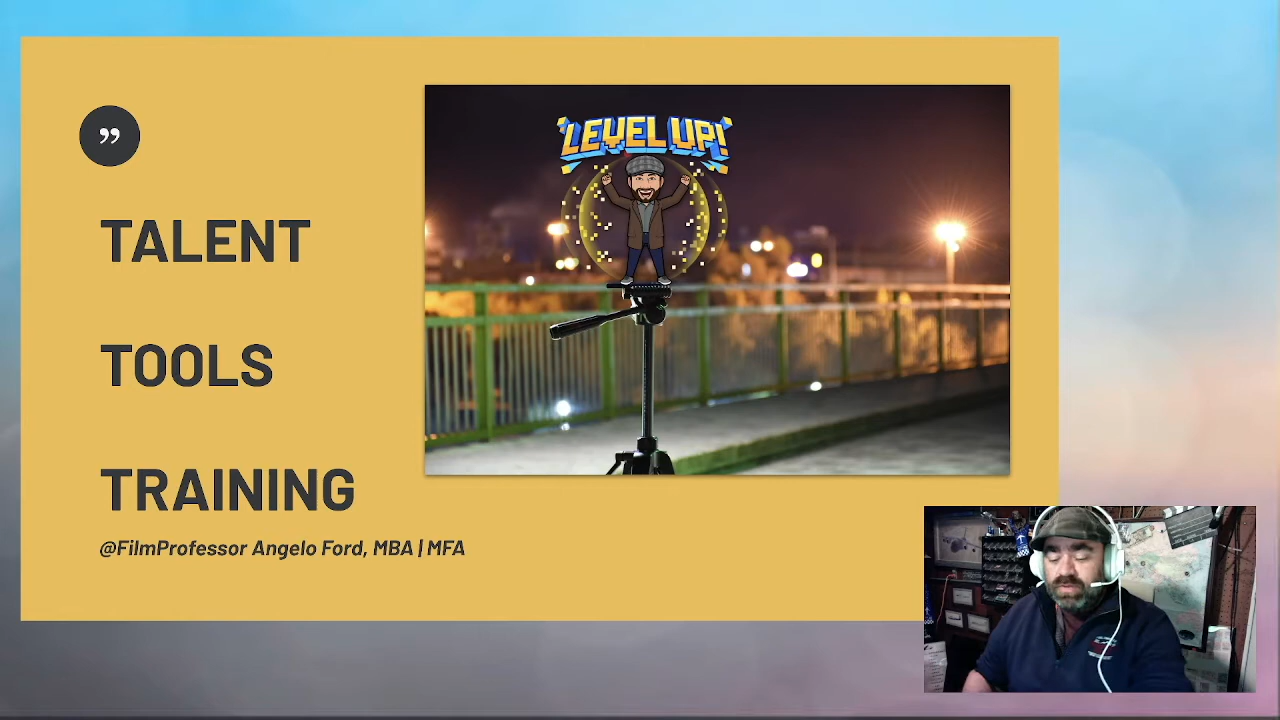 ”
TALENT
TOOLS
TRAINING
@FilmProfessor Angelo Ford, MBA | MFA
LEVEL UP!